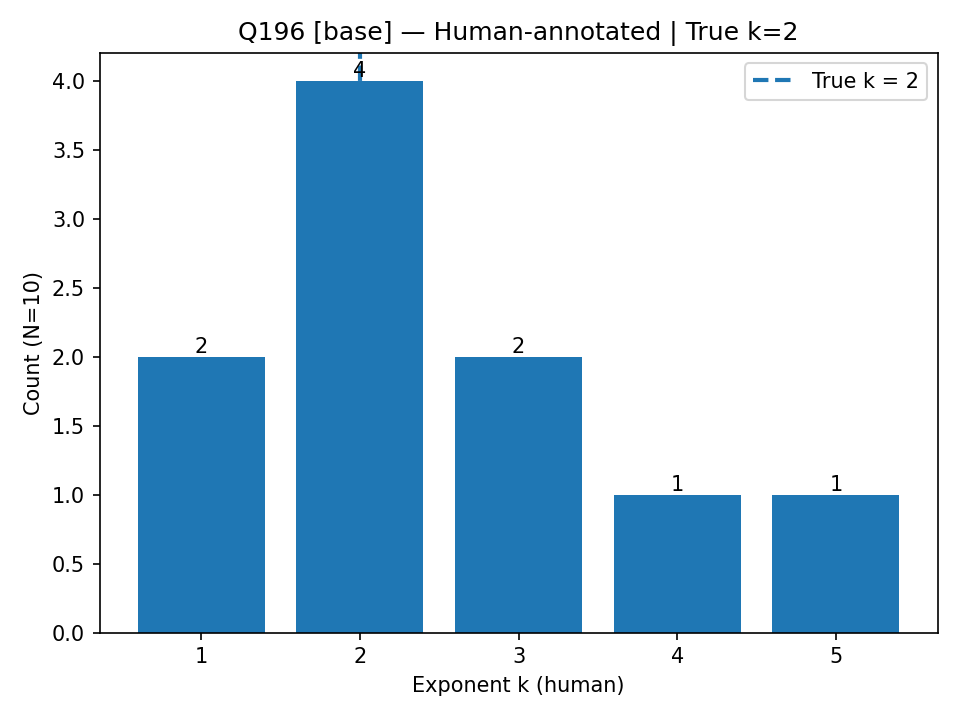 Q196 [base] — Human-annotated | True k=2
True k = 2
Count (N=10)
4.0
3.5
3.0
2.5
2.0
1.5
1.0
0.5
0.0
2
4
2
1
1
1 2 3 4 5
Exponent k (human)